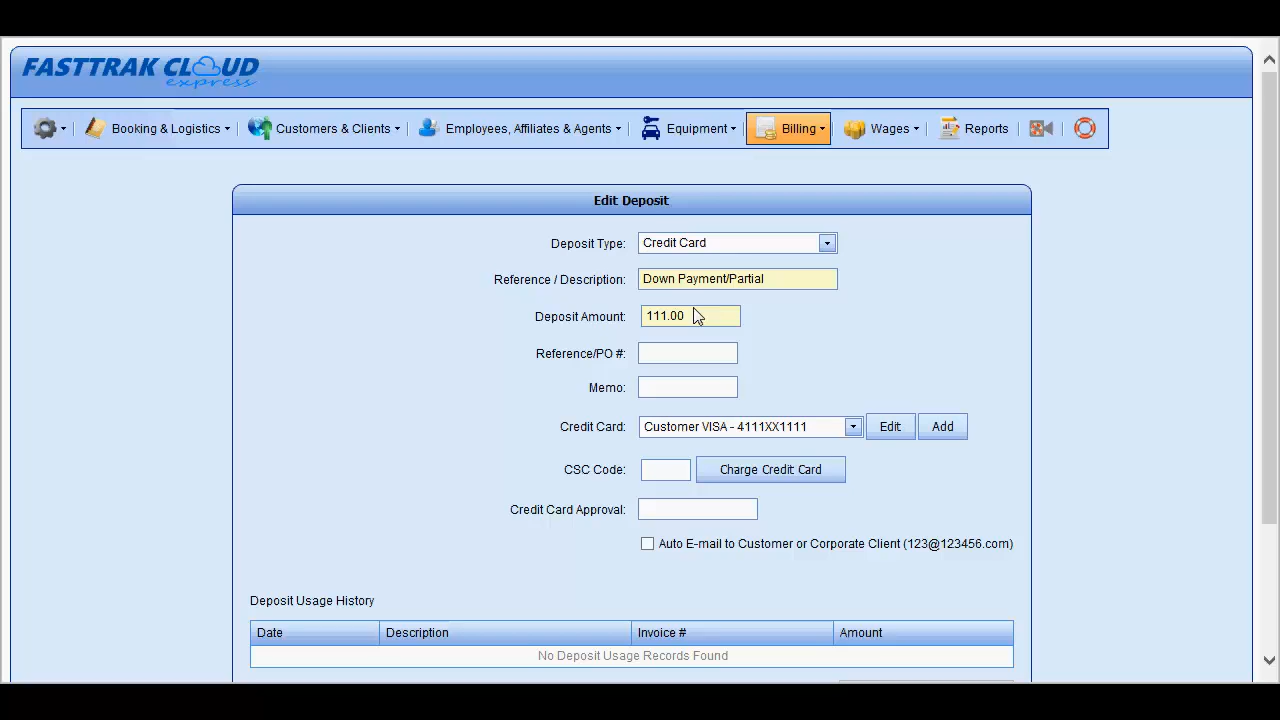 FASTTRAK CLOUD
express
Booking & Logistics Customers & Clients Employees, Affiliates & Agents Equipment Billing Wages Reports
Edit Deposit
Deposit Type: Credit Card
Reference / Description: Down Payment/Partial
Deposit Amount: 111.00
Reference/PO #:
Memo:
Credit Card: Customer VISA - 4111XX1111 Edit Add
CSC Code: Charge Credit Card
Credit Card Approval:
Auto E-mail to Customer or Corporate Client (123@123456.com)
Deposit Usage History
Date Description Invoice # Amount
No Deposit Usage Records Found